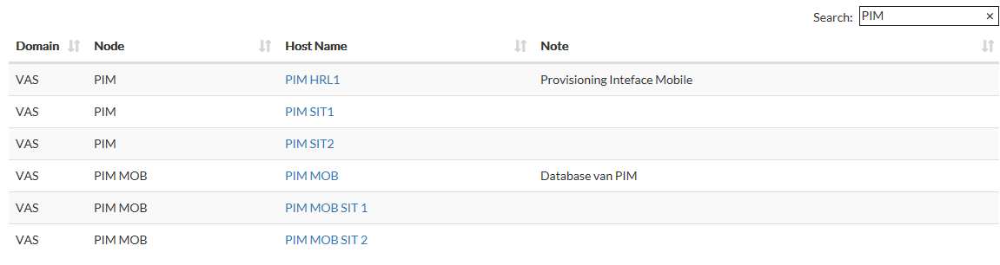 Search: PIM ×
Domain Node Host Name Note
VAS PIM PIM HRL1 Provisioning Inteface Mobile
VAS PIM PIM SIT1
VAS PIM PIM SIT2
VAS PIM MOB PIM MOB Database van PIM
VAS PIM MOB PIM MOB SIT 1
VAS PIM MOB PIM MOB SIT 2